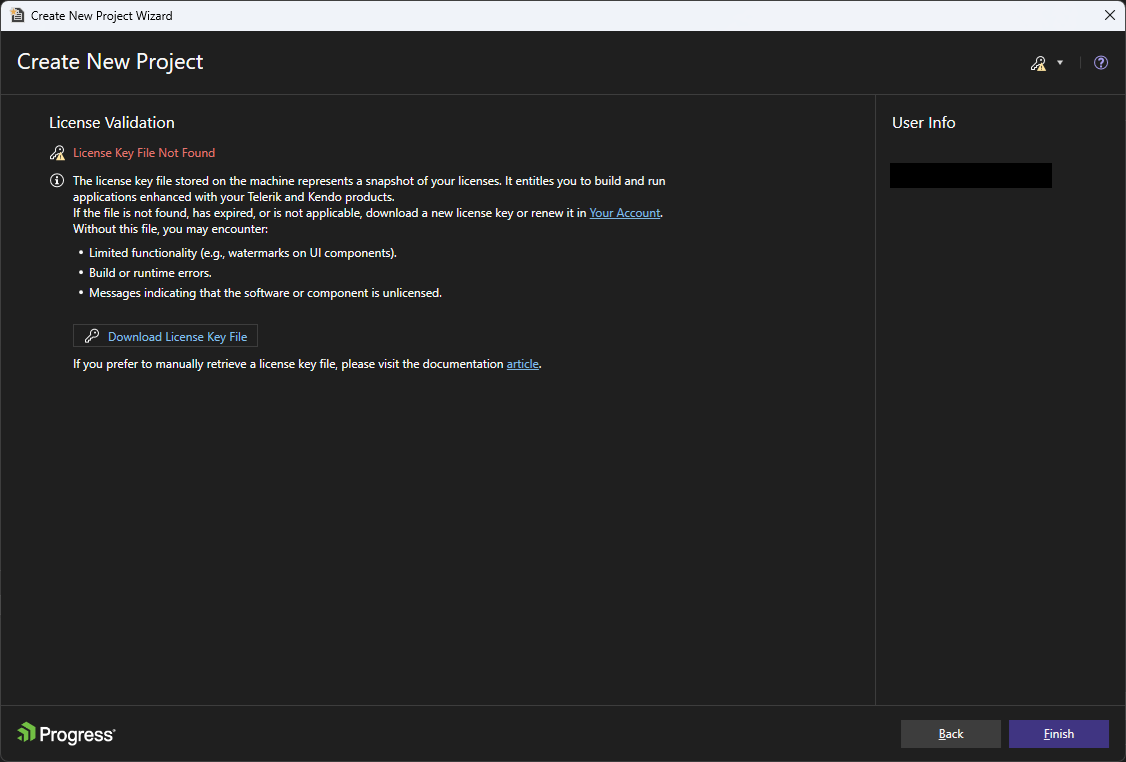 Create New Project Wizard
Create New Project
License Validation
License Key File Not Found
The license key file stored on the machine represents a snapshot of your licenses. It entitles you to build and run
applications enhanced with your Telerik and Kendo products.
If the file is not found, has expired, or is not applicable, download a new license key or renew it in Your Account.
Without this file, you may encounter:
• Limited functionality (e.g., watermarks on UI components).
• Build or runtime errors.
• Messages indicating that the software or component is unlicensed.
Download License Key File
If you prefer to manually retrieve a license key file, please visit the documentation article.
User Info
Progress
Back
Finish